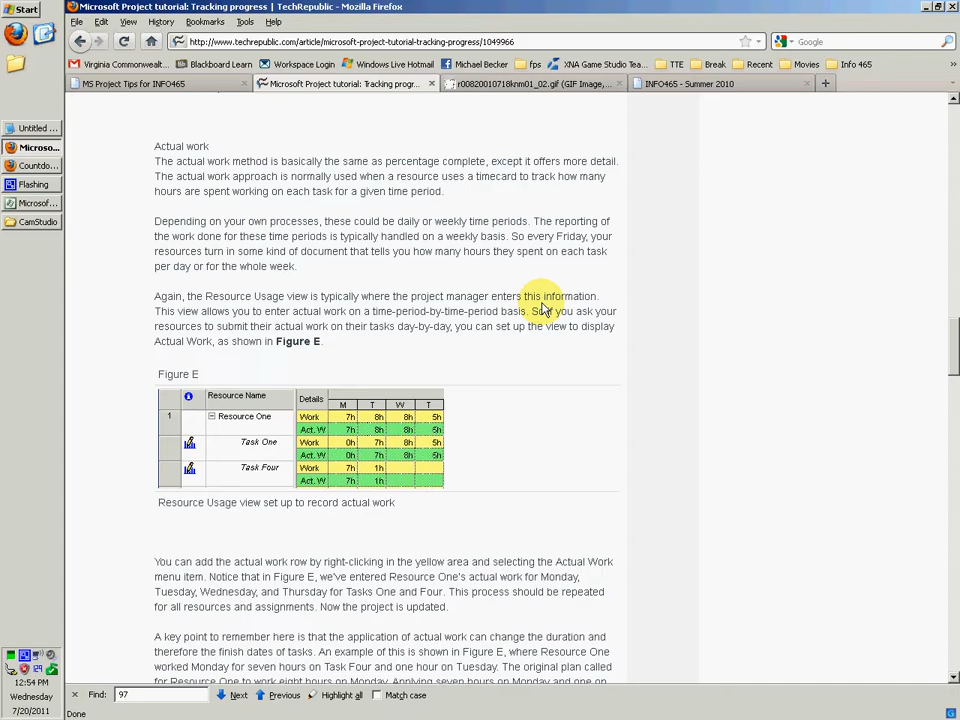 Start
Microsoft Project tutorial: Tracking progress | TechRepublic - Mozilla Firefox
File Edit View History Bookmarks Tools Help
http://www.techrepublic.com/article/microsoft-project-tutorial-tracking-progress/1049966
Google
Virginia Commonwealt... Blackboard Learn Workspace Login Windows Live Hotmail Michael Becker fps XNA Game Studio Tea... TTE Break Recent Movies Info 465
MS Project Tips for INFO465
Microsoft Project tutorial: Tracking progr...
r00820010718knm01_02.gif (GIF Image,...
INFO465 - Summer 2010
Untitled
Microso...
Countdo...
Flashing
Microsof...
CamStudio
Actual work
The actual work method is basically the same as percentage complete, except it offers more detail.
The actual work approach is normally used when a resource uses a timecard to track how many
hours are spent working on each task for a given time period.
Depending on your own processes, these could be daily or weekly time periods. The reporting of
the work done for these time periods is typically handled on a weekly basis. So every Friday, your
resources turn in some kind of document that tells you how many hours they spent on each task
per day or for the whole week.
Again, the Resource Usage view is typically where the project manager enters this information.
This view allows you to enter actual work on a time-period-by-time-period basis. So if you ask your
resources to submit their actual work on their tasks day-by-day, you can set up the view to display
Actual Work, as shown in Figure E.
Figure E
Resource Name Details M T W T
1 Resource One Work 7h 8h 8h 5h
Act. W 7h 8h 8h 5h
Task One Work 0h 7h 8h 5h
Act. W 0h 7h 8h 5h
Task Four Work 7h 1h
Act. W 7h 1h
Resource Usage view set up to record actual work
You can add the actual work row by right-clicking in the yellow area and selecting the Actual Work
menu item. Notice that in Figure E, we've entered Resource One's actual work for Monday,
Tuesday, Wednesday, and Thursday for Tasks One and Four. This process should be repeated
for all resources and assignments. Now the project is updated.
A key point to remember here is that the application of actual work can change the duration and
therefore the finish dates of tasks. An example of this is shown in Figure E, where Resource One
worked Monday for seven hours on Task Four and one hour on Tuesday. The original plan called
for Resource One to work eight hours on Monday. Applying seven hours on Monday and one on
12:54 PM
Wednesday
7/20/2011
Find: 97 Next Previous Highlight all Match case
Done